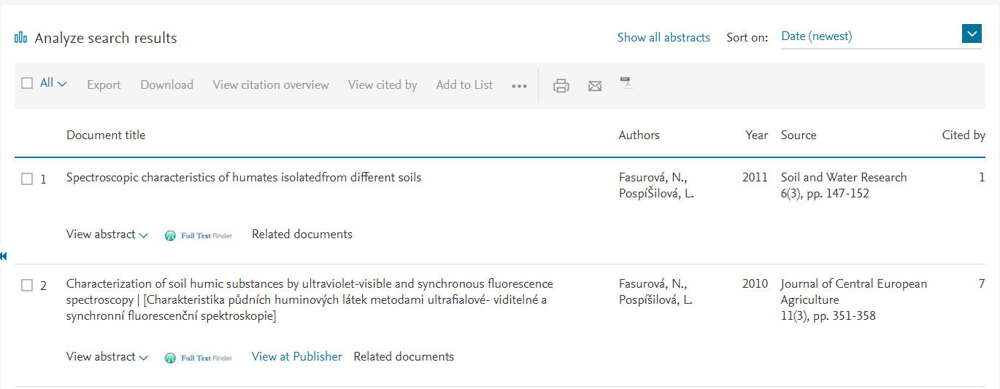 Analyze search results
Show all abstracts Sort on: Date (newest)
All Export Download View citation overview View cited by Add to List
Document title Authors Year Source Cited by
1 Spectroscopic characteristics of humates isolatedfrom different soils Fasurová, N., 2011 Soil and Water Research 1
PospíŠilová, L. 6(3), pp. 147-152
View abstract Full Text Finder Related documents
2 Characterization of soil humic substances by ultraviolet-visible and synchronous fluorescence Fasurová, N., 2010 Journal of Central European 7
spectroscopy | [Charakteristika půdních huminových látek metodami ultrafialové- viditelné a Pospíšilová, L. Agriculture
synchronní fluorescenční spektroskopie] 11(3), pp. 351-358
View abstract Full Text Finder View at Publisher Related documents